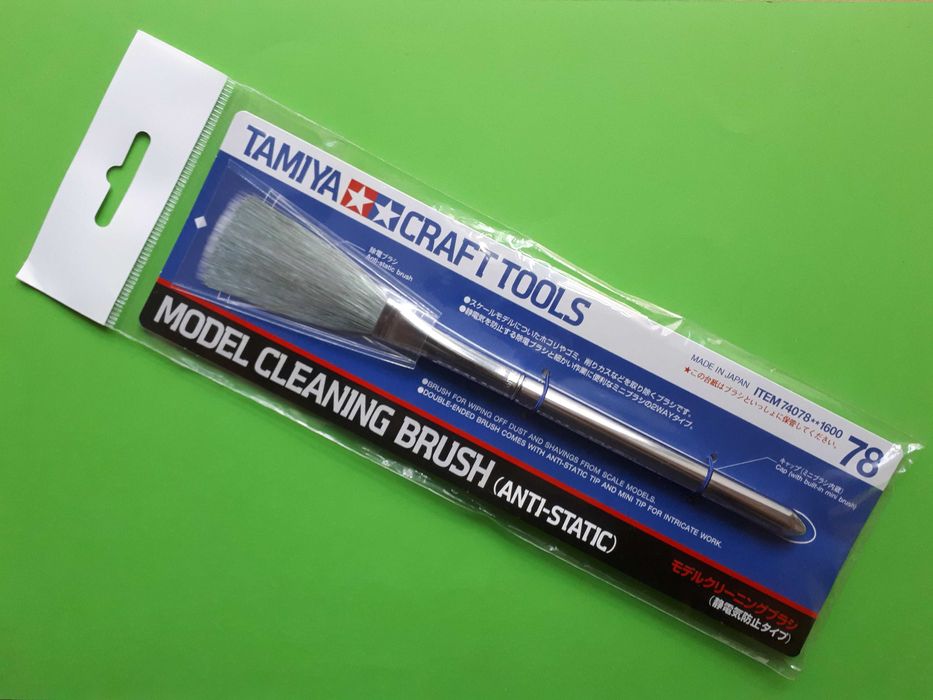 TAMIYA CRAFT TOOLS
除電ブラシ
Anti-static brush
●スケールモデルについたホコリやゴミ、削りカスなどを取り除くブラシです。
●静電気を防止する除電ブラシと細かい作業に便利なミニブラシの2WAYタイプ。
MADE IN JAPAN ITEM 74078**1600
★この台紙はブラシといっしょに保管してください。
78
●BRUSH FOR WIPING OFF DUST AND SHAVINGS FROM SCALE MODELS.
●DOUBLE-ENDED BRUSH COMES WITH ANTI-STATIC TIP AND MINI TIP FOR INTRICATE WORK.
キャップ(ミニブラシ内蔵)
Cap (with built-in mini brush)
MODEL CLEANING BRUSH (ANTI-STATIC)
モデルクリーニングブラシ
(静電気防止タイプ)